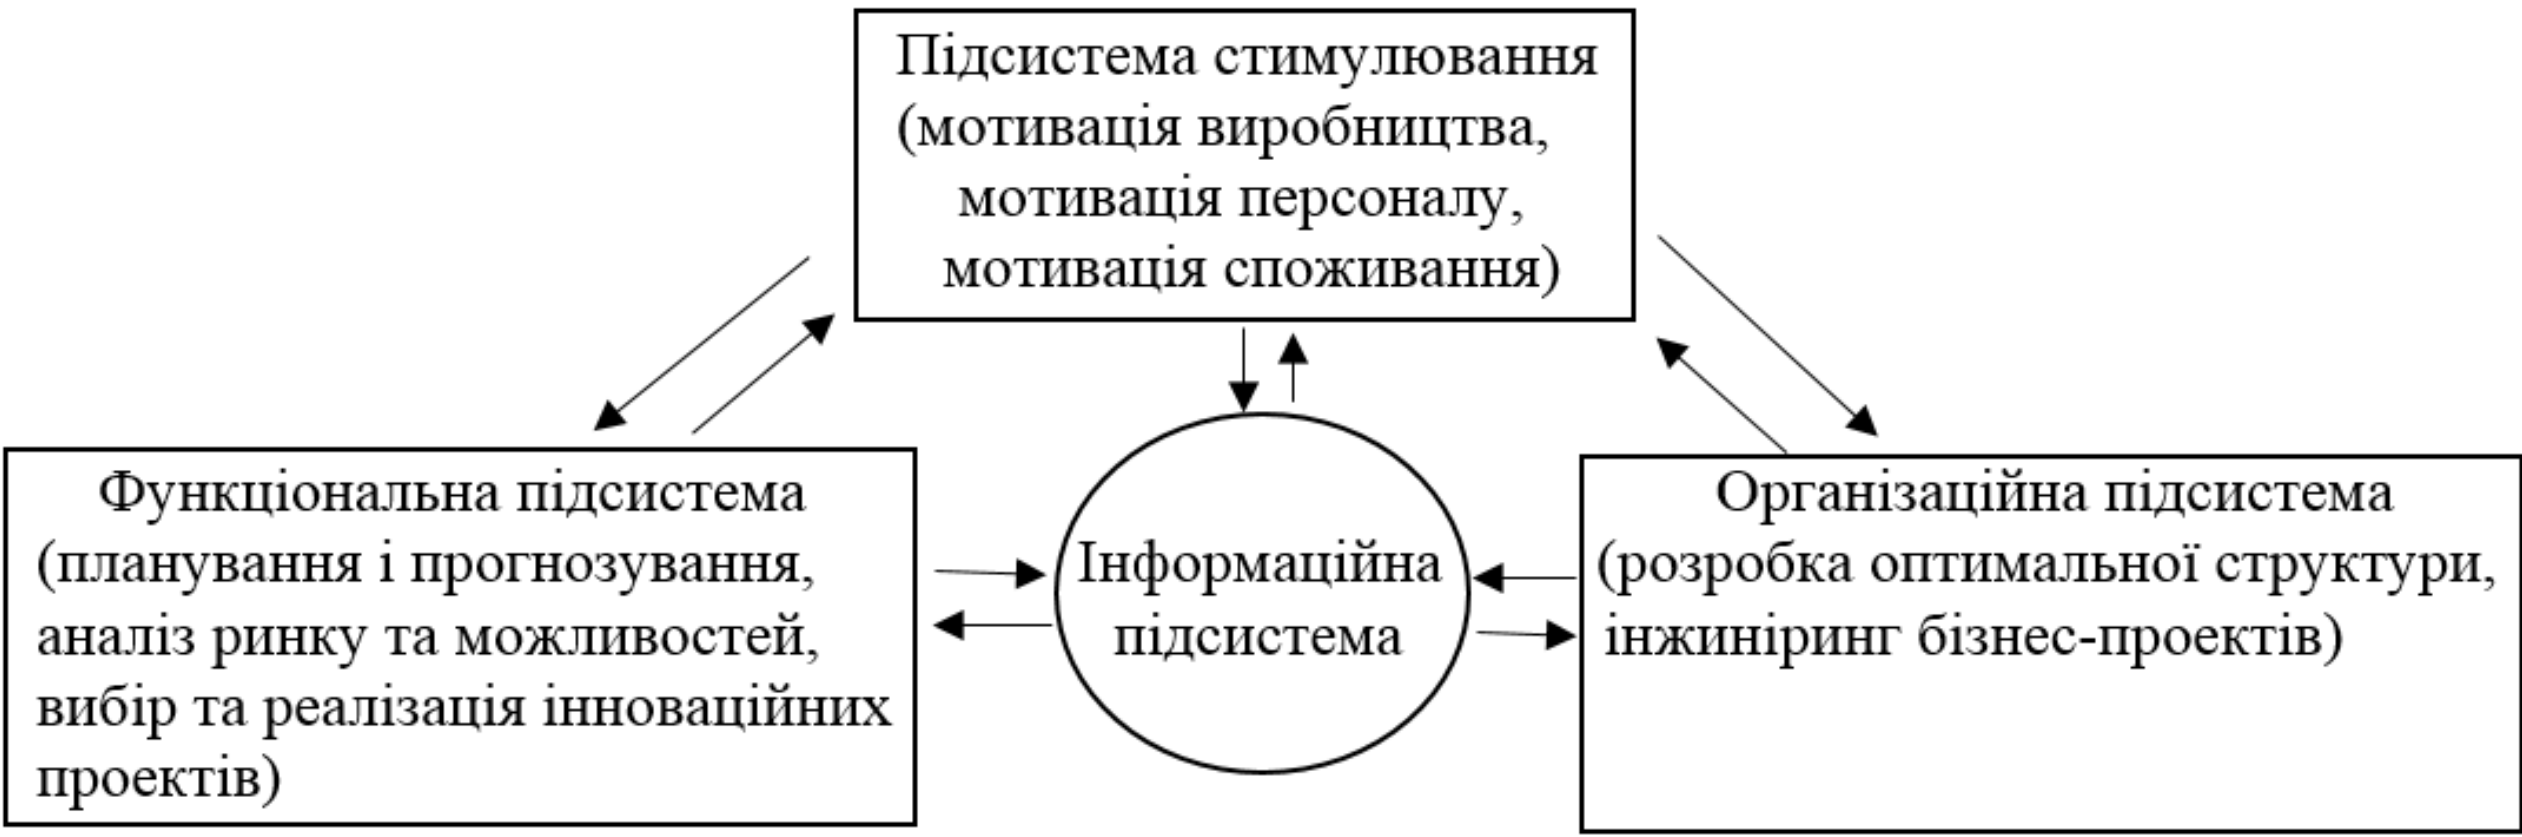 Підсистема стимулювання
(мотивація виробництва,
мотивація персоналу,
мотивація споживання)
Функціональна підсистема
(планування і прогнозування,
аналіз ринку та можливостей,
вибір та реалізація інноваційних
проектів)
Інформаційна
підсистема
Організаційна підсистема
(розробка оптимальної структури,
інжиніринг бізнес-проектів)